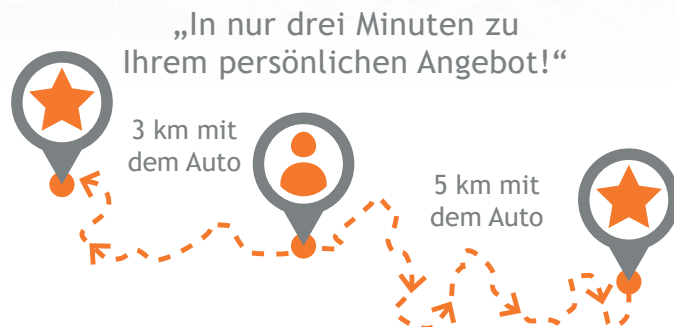 „In nur drei Minuten zu
Ihrem persönlichen Angebot!“
3 km mit
dem Auto
5 km mit
dem Auto